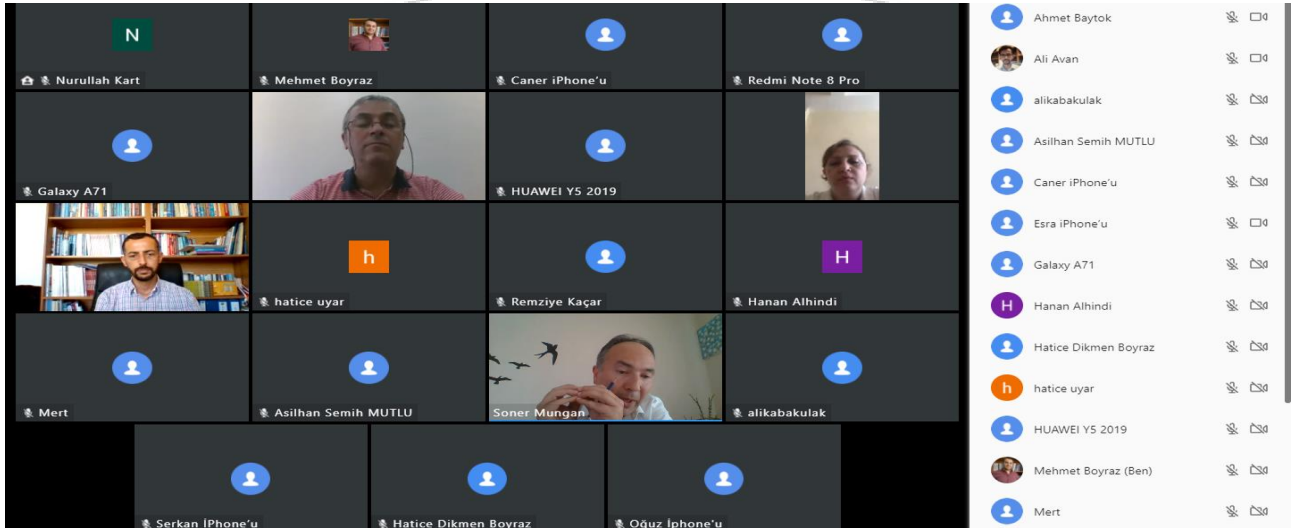 N
Nurullah Kart
Mehmet Boyraz
Caner iPhone'u
Redmi Note 8 Pro
Galaxy A71
HUAWEI Y5 2019
h
hatice uyar
Remziye Kaçar
H
Hanan Alhindi
Mert
Asilhan Semih MUTLU
Soner Mungan
alikabakulak
Serkan İPhone'u
Hatice Dikmen Boyraz
Oğuz İphone'u
Ahmet Baytok
Ali Avan
alikabakulak
Asilhan Semih MUTLU
Caner iPhone'u
Esra iPhone'u
Galaxy A71
H
Hanan Alhindi
Hatice Dikmen Boyraz
h
hatice uyar
HUAWEI Y5 2019
Mehmet Boyraz (Ben)
Mert